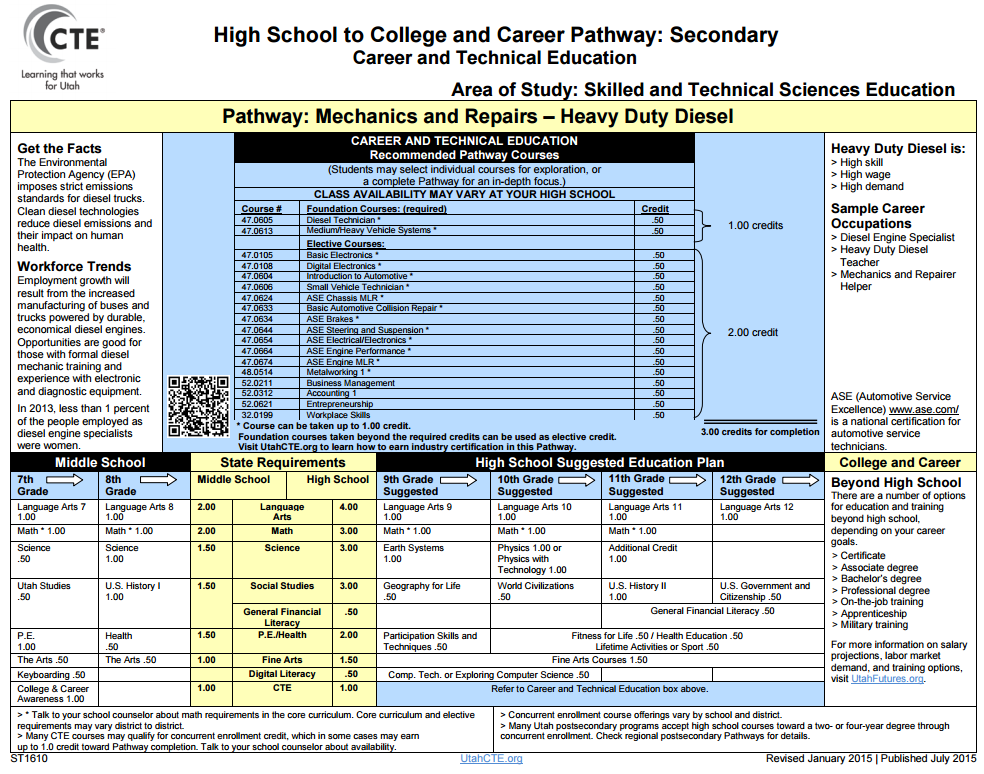 CTE®
Learning that works
for Utah
High School to College and Career Pathway: Secondary
Career and Technical Education
Area of Study: Skilled and Technical Sciences Education
Pathway: Mechanics and Repairs – Heavy Duty Diesel
Get the Facts
The Environmental
Protection Agency (EPA)
imposes strict emissions
standards for diesel trucks.
Clean diesel technologies
reduce diesel emissions and
their impact on human
health.
Workforce Trends
Employment growth will
result from the increased
manufacturing of buses and
trucks powered by durable,
economical diesel engines.
Opportunities are good for
those with formal diesel
mechanic training and
experience with electronic
and diagnostic equipment.
In 2013, less than 1 percent
of the people employed as
diesel engine specialists
were women.
CAREER AND TECHNICAL EDUCATION
Recommended Pathway Courses
(Students may select individual courses for exploration, or
a complete Pathway for an in-depth focus.)
CLASS AVAILABILITY MAY VARY AT YOUR HIGH SCHOOL
Course # Foundation Courses: (required) Credit
47.0605 Diesel Technician * .50
47.0613 Medium/Heavy Vehicle Systems * .50
1.00 credits
Elective Courses:
47.0105 Basic Electronics * .50
47.0108 Digital Electronics * .50
47.0604 Introduction to Automotive * .50
47.0606 Small Vehicle Technician * .50
47.0624 ASE Chassis MLR * .50
47.0633 Basic Automotive Collision Repair * .50
47.0634 ASE Brakes * .50
47.0644 ASE Steering and Suspension * .50
47.0654 ASE Electrical/Electronics * .50
47.0664 ASE Engine Performance * .50
47.0674 ASE Engine MLR * .50
48.0514 Metalworking 1 * .50
52.0211 Business Management .50
52.0312 Accounting 1 .50
52.0621 Entrepreneurship .50
32.0199 Workplace Skills .50
2.00 credit
* Course can be taken up to 1.00 credit.
Foundation courses taken beyond the required credits can be used as elective credit.
Visit UtahCTE.org to learn how to earn industry certification in this Pathway.
3.00 credits for completion
Heavy Duty Diesel is:
> High skill
> High wage
> High demand
Sample Career
Occupations
> Diesel Engine Specialist
> Heavy Duty Diesel
Teacher
> Mechanics and Repairer
Helper
ASE (Automotive Service
Excellence) www.ase.com/
is a national certification for
automotive service
technicians.
Middle School State Requirements High School Suggested Education Plan College and Career
7th Grade 8th Grade Middle School High School 9th Grade Suggested 10th Grade Suggested 11th Grade Suggested 12th Grade Suggested
Language Arts 7 1.00 Language Arts 8 1.00 2.00 Language Arts 4.00 Language Arts 9 1.00 Language Arts 10 1.00 Language Arts 11 1.00 Language Arts 12 1.00
Math * 1.00 Math * 1.00 2.00 Math 3.00 Math * 1.00 Math * 1.00 Math * 1.00
Science .50 Science 1.00 1.50 Science 3.00 Earth Systems 1.00 Physics 1.00 or Physics with Technology 1.00 Additional Credit 1.00
Utah Studies .50 U.S. History I 1.00 1.50 Social Studies 3.00 Geography for Life .50 World Civilizations .50 U.S. History II 1.00 U.S. Government and Citizenship .50
General Financial Literacy .50 General Financial Literacy .50
P.E. 1.00 Health .50 1.50 P.E./Health 2.00 Participation Skills and Techniques .50 Fitness for Life .50 / Health Education .50
Lifetime Activities or Sport .50
The Arts .50 The Arts .50 1.00 Fine Arts 1.50 Fine Arts Courses 1.50
Keyboarding .50 Digital Literacy .50 Comp. Tech. or Exploring Computer Science .50
College & Career Awareness 1.00 1.00 CTE 1.00 Refer to Career and Technical Education box above.
Beyond High School
There are a number of options
for education and training
beyond high school,
depending on your career
goals.
> Certificate
> Associate degree
> Bachelor's degree
> Professional degree
> On-the-job training
> Apprenticeship
> Military training
For more information on salary
projections, labor market
demand, and training options,
visit UtahFutures.org.
> * Talk to your school counselor about math requirements in the core curriculum. Core curriculum and elective
requirements may vary district to district.
> Many CTE courses may qualify for concurrent enrollment credit, which in some cases may earn
up to 1.0 credit toward Pathway completion. Talk to your school counselor about availability.
> Concurrent enrollment course offerings vary by school and district.
> Many Utah postsecondary programs accept high school courses toward a two- or four-year degree through
concurrent enrollment. Check regional postsecondary Pathways for details.
ST1610 UtahCTE.org Revised January 2015 | Published July 2015